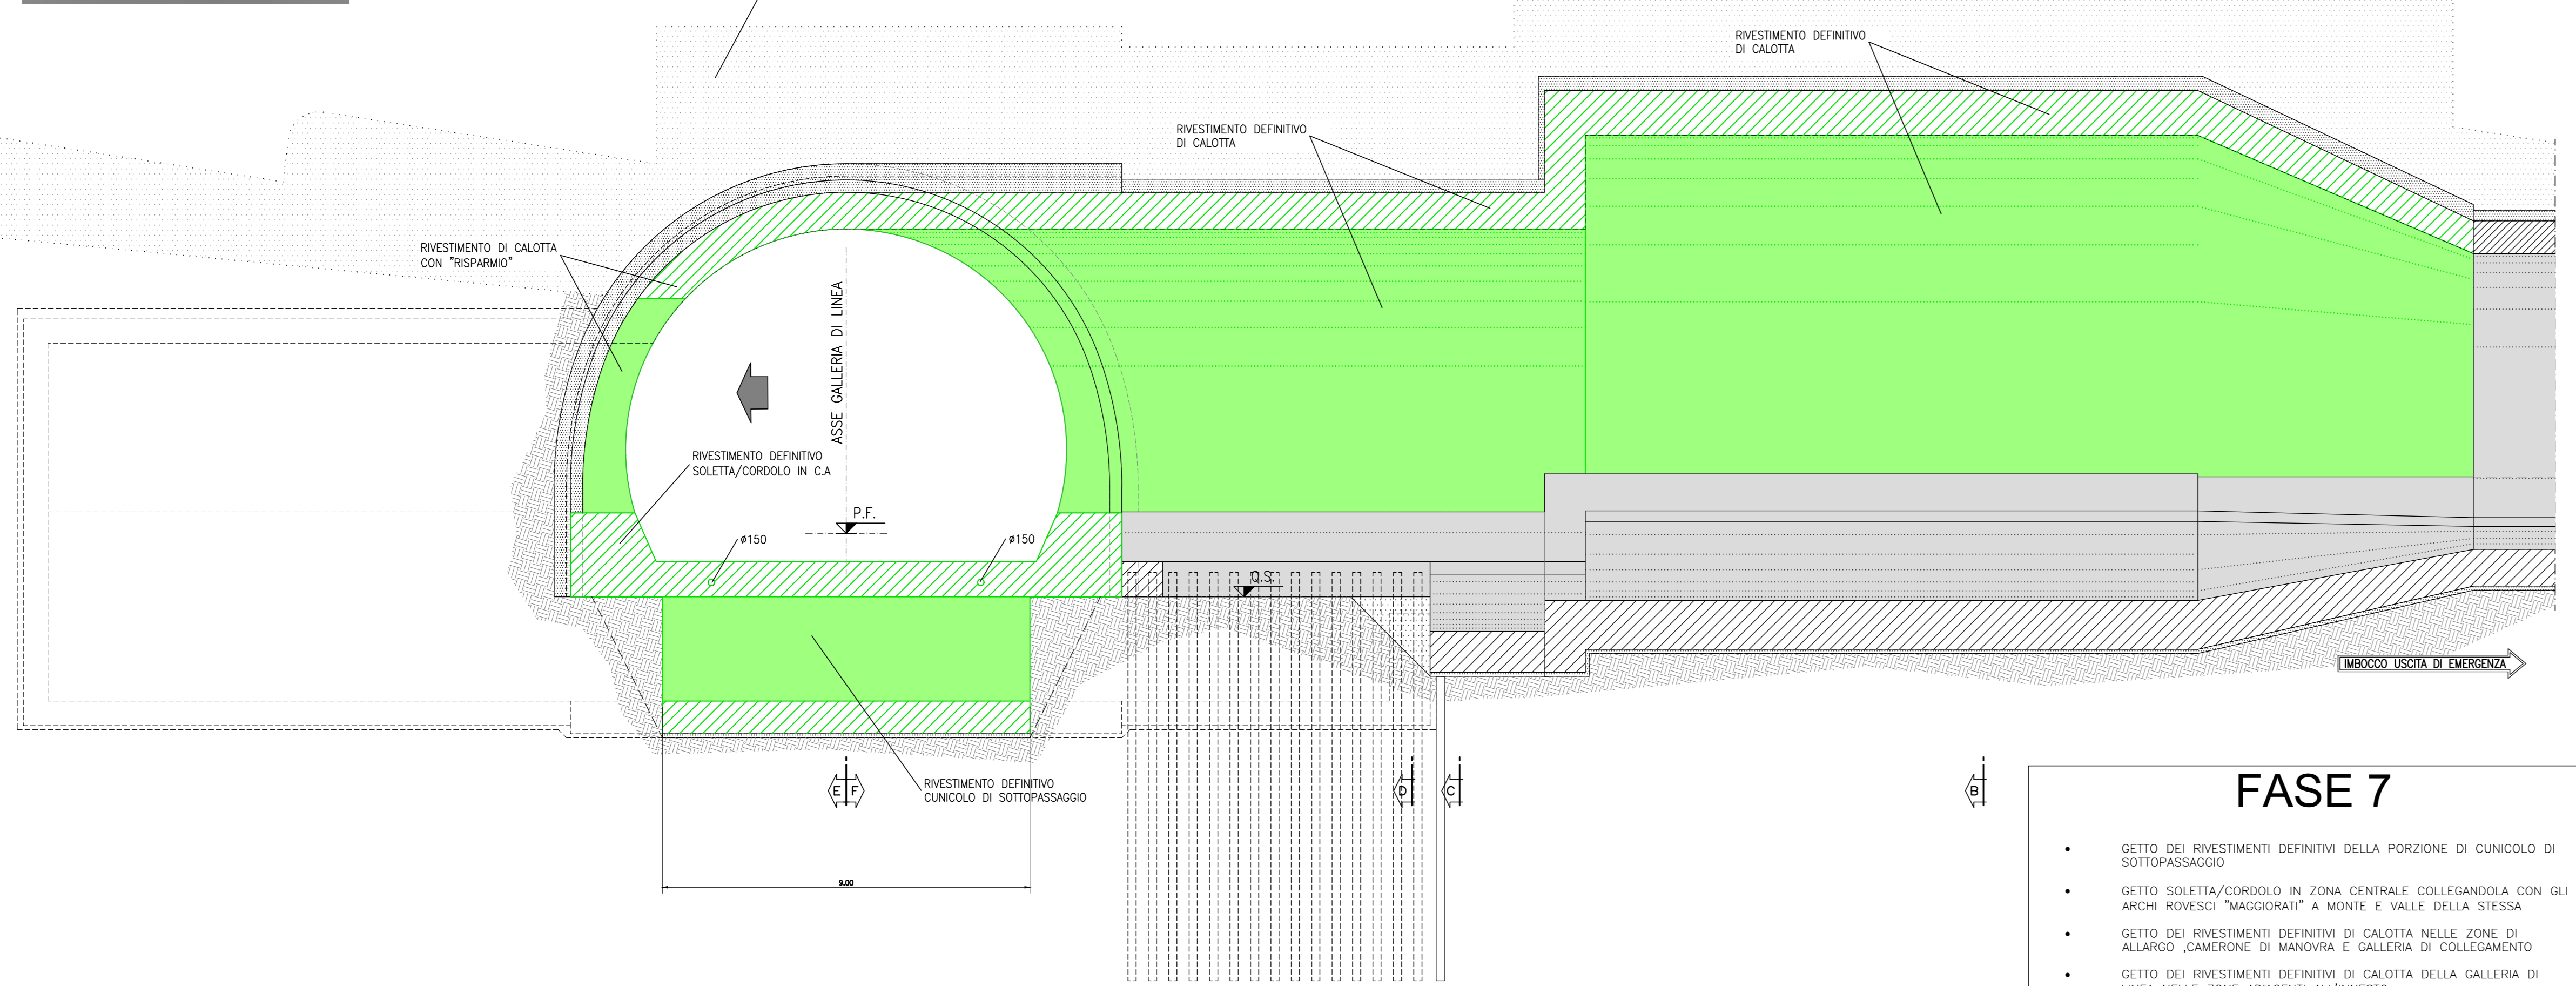 RIVESTIMENTO DEFINITIVO
DI CALOTTA
RIVESTIMENTO DEFINITIVO
DI CALOTTA
RIVESTIMENTO DI CALOTTA
CON "RISPARMIO"
ASSE GALLERIA DI LINEA
RIVESTIMENTO DEFINITIVO
SOLETTA/CORDOLO IN C.A
P.F.
ø150
ø150
Q.S.
IMBOCCO USCITA DI EMERGENZA
RIVESTIMENTO DEFINITIVO
CUNICOLO DI SOTTOPASSAGGIO
E F
D
C
B
9.00
FASE 7
• GETTO DEI RIVESTIMENTI DEFINITIVI DELLA PORZIONE DI CUNICOLO DI
SOTTOPASSAGGIO
• GETTO SOLETTA/CORDOLO IN ZONA CENTRALE COLLEGANDOLA CON GLI
ARCHI ROVESCI "MAGGIORATI" A MONTE E VALLE DELLA STESSA
• GETTO DEI RIVESTIMENTI DEFINITIVI DI CALOTTA NELLE ZONE DI
ALLARGO ,CAMERONE DI MANOVRA E GALLERIA DI COLLEGAMENTO
• GETTO DEI RIVESTIMENTI DEFINITIVI DI CALOTTA DELLA GALLERIA DI